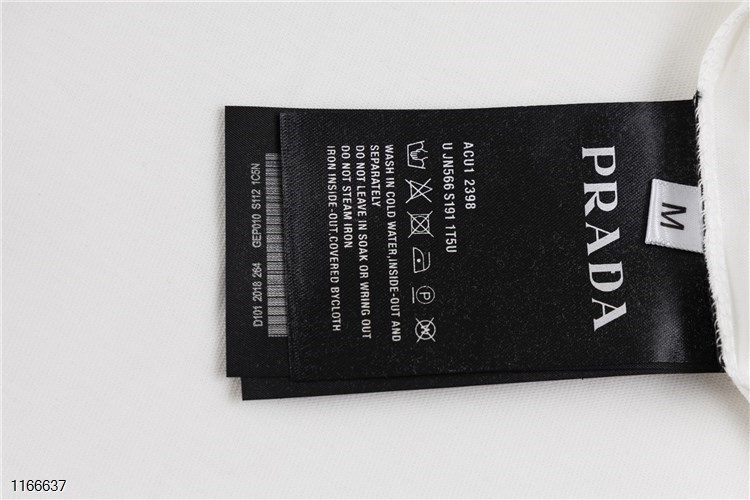 PRADA
M
ACU1 2398
UJN566 S191 1T5U
WASH IN COLD WATER,INSIDE-OUT AND
SEPARATELY
DO NOT LEAVE IN SOAK OR WRING OUT
DO NOT STEAM IRON
IRON INSIDE-OUT.COVERED BYCLOTH
P
D101 2018 264 GEP010 S112 1C5N
1166637